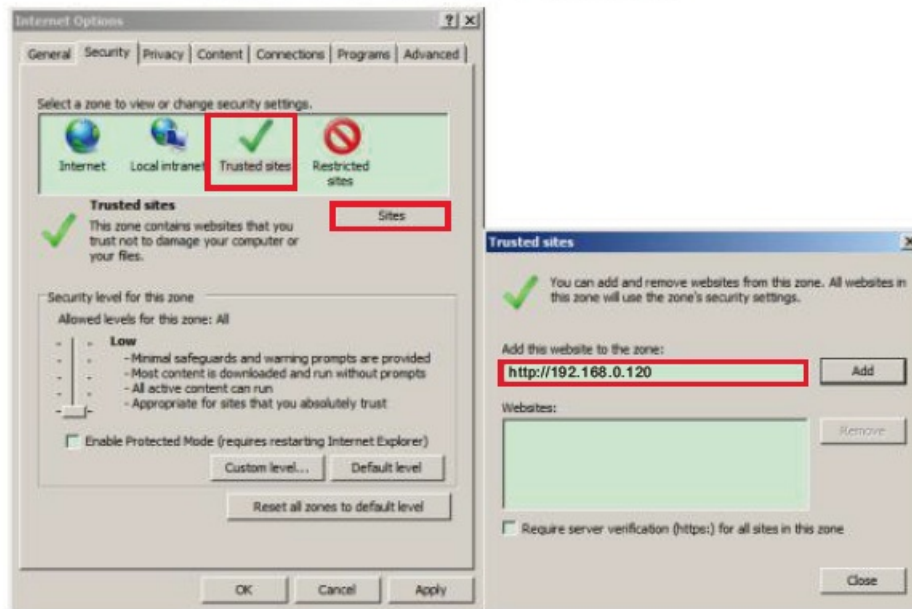 Internet Options
General Security Privacy Content Connections Programs Advanced
Select a zone to view or change security settings.
Internet
Local intranet
Trusted sites
Restricted sites
Trusted sites
This zone contains websites that you
trust not to damage your computer or
your files.
Sites
Security level for this zone
Allowed levels for this zone: All
Low
- Minimal safeguards and warning prompts are provided
- Most content is downloaded and run without prompts
- All active content can run
- Appropriate for sites that you absolutely trust
Enable Protected Mode (requires restarting Internet Explorer)
Custom level... Default level
Reset all zones to default level
OK Cancel Apply
Trusted sites
You can add and remove websites from this zone. All websites in
this zone will use the zone's security settings.
Add this website to the zone:
http://192.168.0.120
Add
Websites:
Remove
Require server verification (https:) for all sites in this zone
Close